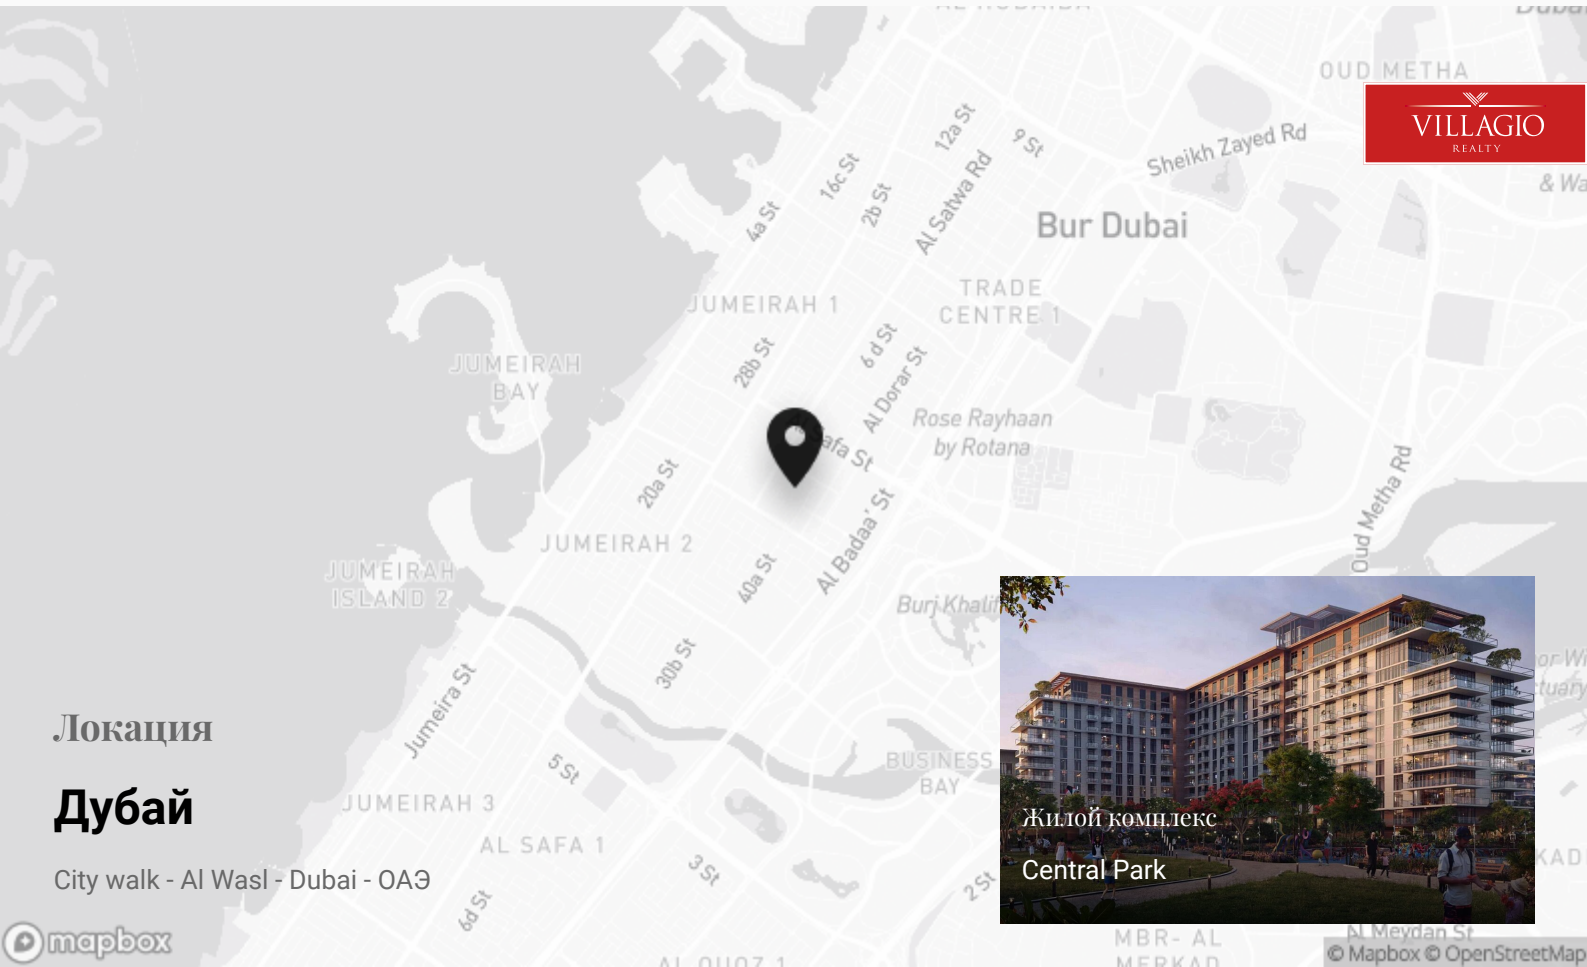 OUD METHA
VILLAGIO
REALTY
12a St
9 St
Sheikh Zayed Rd
16c St
2b St
4a St
Al Satwa Rd
Bur Dubai
JUMEIRAH 1
TRADE
CENTRE 1
28b St
6 d St
Al Dorar St
JUMEIRAH
BAY
Rose Rayhaan
by Rotana
20a St
Oud Metha Rd
JUMEIRAH 2
40a St
Al Badaa' St
JUMEIRAH
ISLAND 2
30b St
Jumeira St
Локация
5 St
BUSINESS
BAY
Дубай
JUMEIRAH 3
Жилой комплекс
AL SAFA 1
Central Park
City walk - Al Wasl - Dubai - ОАЭ
3 St
2 St
6d St
mapbox
MBR- AL
© Mapbox © OpenStreetMap